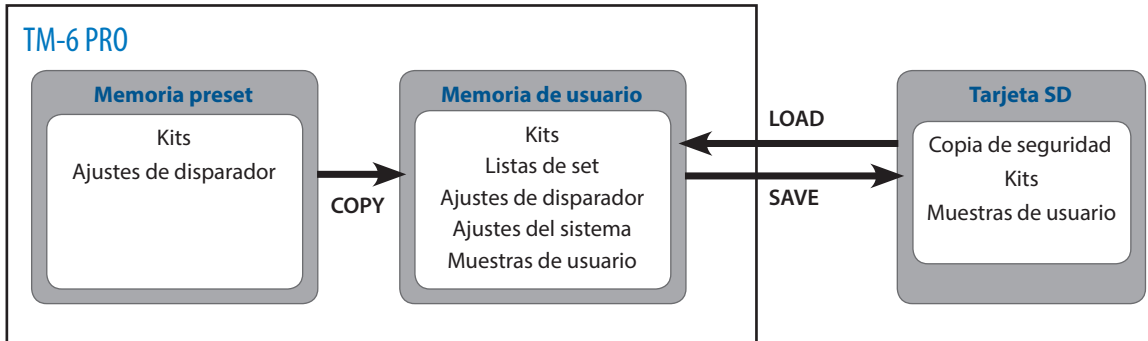 TM-6 PRO
Memoria preset
Kits
Ajustes de disparador
COPY
Memoria de usuario
Kits
Listas de set
Ajustes de disparador
Ajustes del sistema
Muestras de usuario
LOAD
SAVE
Tarjeta SD
Copia de seguridad
Kits
Muestras de usuario